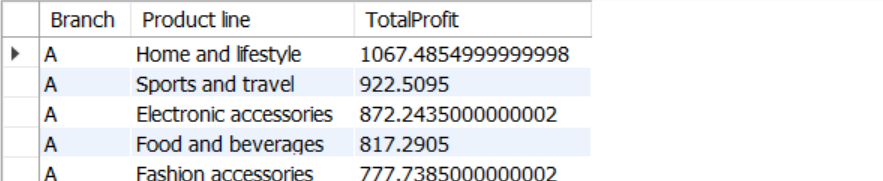 Branch Product line TotalProfit
A Home and lifestyle 1067.4854999999998
A Sports and travel 922.5095
A Electronic accessories 872.2435000000002
A Food and beverages 817.2905
A Fashion accessories 777.7385000000002